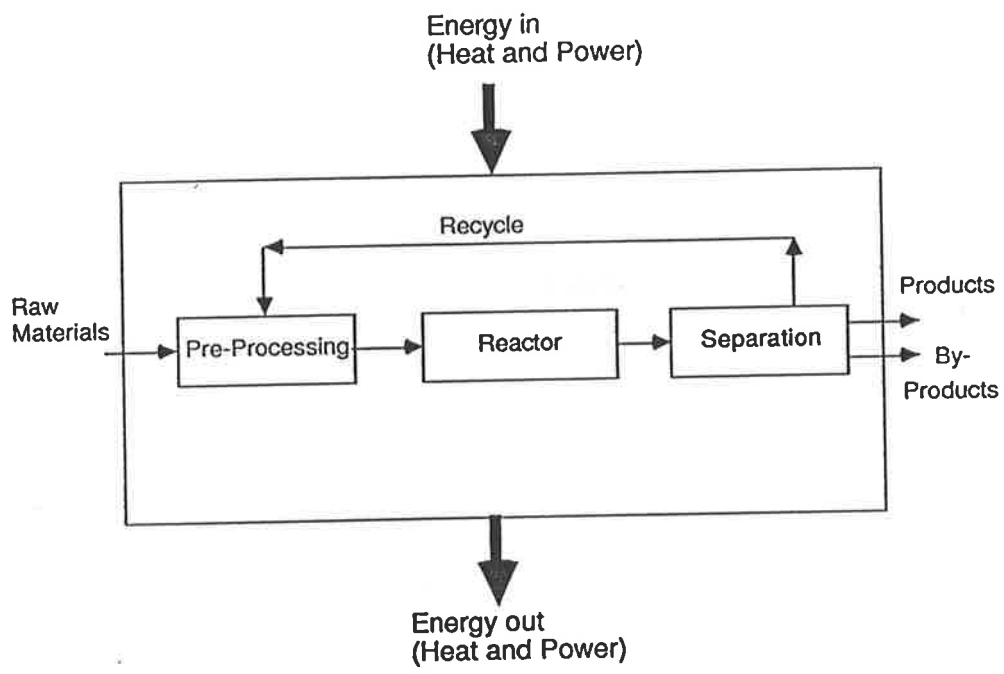 Energy in
(Heat and Power)
Recycle
Raw
Materials
Pre-Processing
Reactor
Separation
Products
By-
Products
Energy out
(Heat and Power)